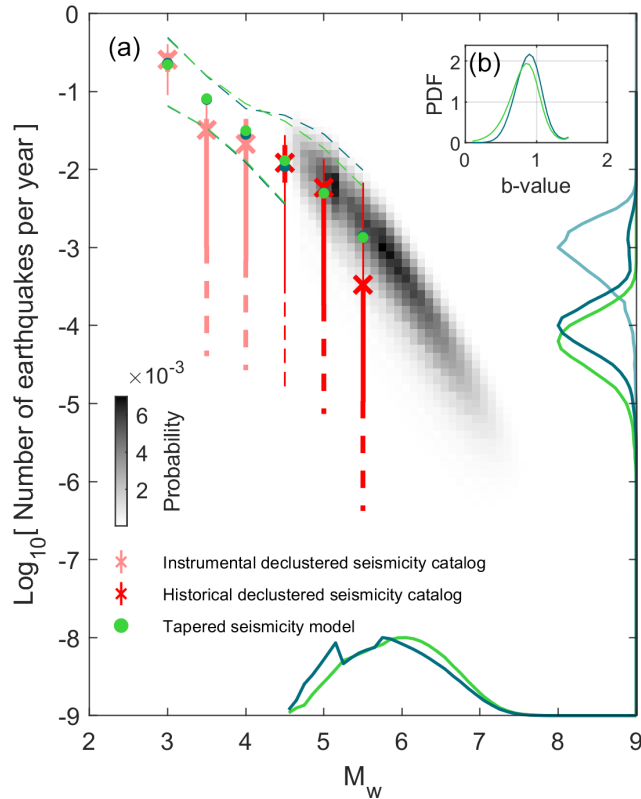 (a)
(b)
PDF
2
1
0
0
1
2
b-value
0
-1
-2
-3
-4
-5
-6
-7
-8
-9
Log10[ Number of earthquakes per year ]
×10-3
6
4
2
Probability
Instrumental declustered seismicity catalog
Historical declustered seismicity catalog
Tapered seismicity model
2 3 4 5 6 7 8 9
Mw